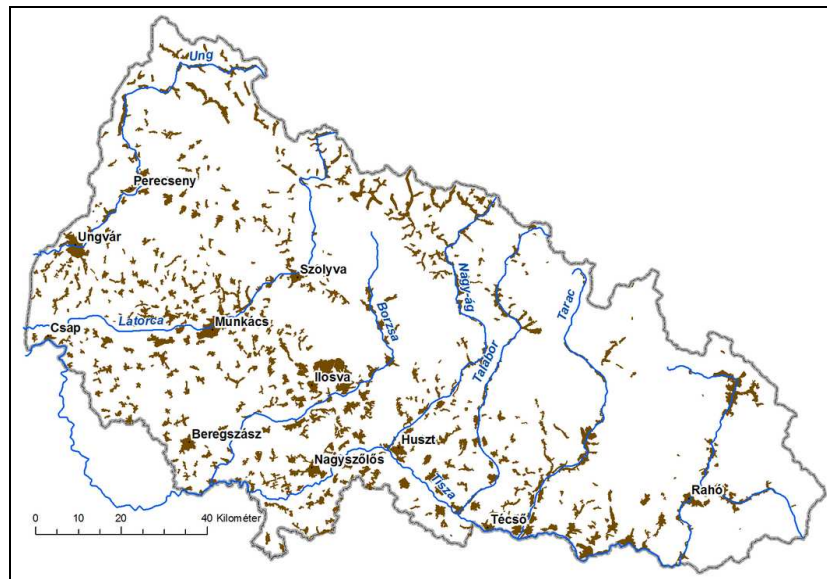 Ung
Perecseny
Ungvár
Szolyva
Nagy-ág
Tarac
Borzsa
Latorca
Csap
Munkács
Talabor
Ilosva
Beregszász
Huszt
Nagyszőlős
Tisza
Rahó
Técső
0 10 20 40 Kilométer